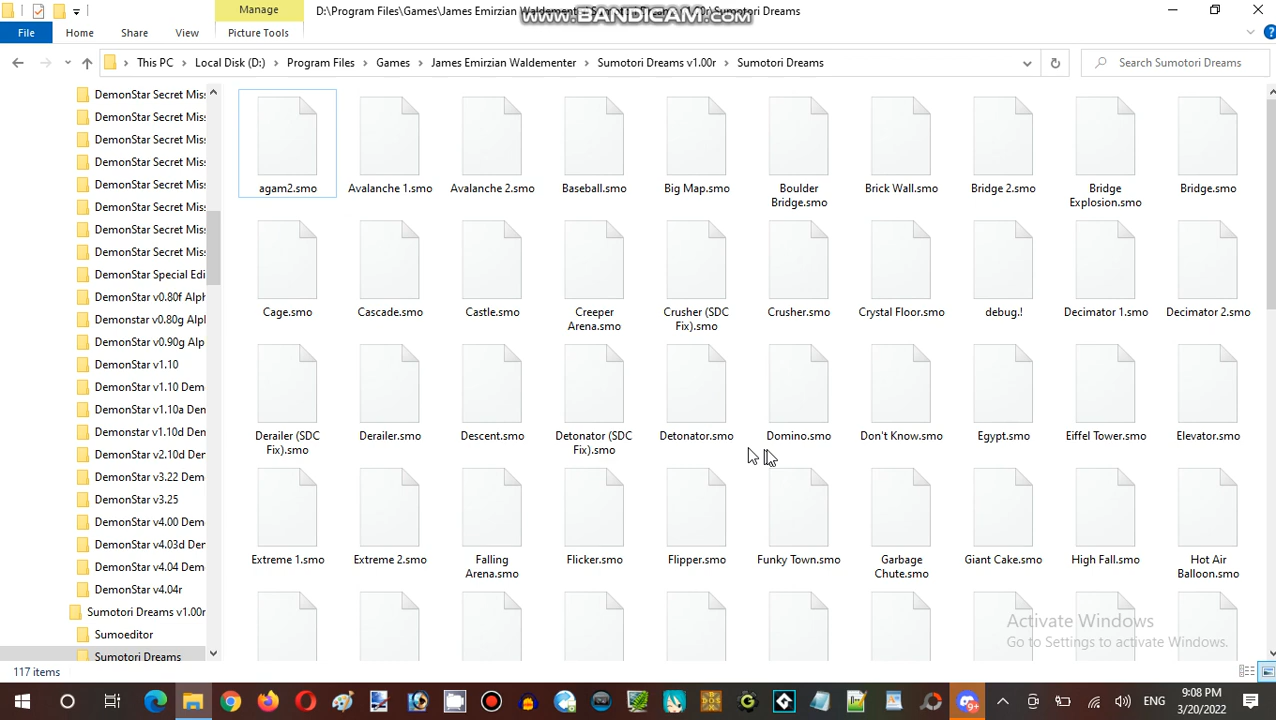 Manage
D:\Program Files\Games\James Emirzian Waldementer\Sumotori Dreams v1.00r\Sumotori Dreams
www.BANDICAM.com
File
Home
Share
View
Picture Tools
This PC
Local Disk (D:)
Program Files
Games
James Emirzian Waldementer
Sumotori Dreams v1.00r
Sumotori Dreams
Search Sumotori Dreams
DemonStar Secret Miss
DemonStar Secret Miss
DemonStar Secret Miss
DemonStar Secret Miss
DemonStar Secret Miss
DemonStar Secret Miss
DemonStar Secret Miss
DemonStar Secret Miss
DemonStar Special Edi
DemonStar v0.80f Alph
Demonstar v0.80g Alpl
DemonStar v0.90g Alp
DemonStar v1.10
DemonStar v1.10 Dem
DemonStar v1.10a Den
Demonstar v1.10d Den
DemonStar v2.10d Den
DemonStar v3.22 Dem
DemonStar v3.25
DemonStar v4.00 Dem
DemonStar v4.03d Der
DemonStar v4.04 Dem
DemonStar v4.04r
Sumotori Dreams v1.00r
Sumoeditor
Sumotori Dreams
agam2.smo
Avalanche 1.smo
Avalanche 2.smo
Baseball.smo
Big Map.smo
Boulder
Bridge.smo
Brick Wall.smo
Bridge 2.smo
Bridge
Explosion.smo
Bridge.smo
Cage.smo
Cascade.smo
Castle.smo
Creeper
Arena.smo
Crusher (SDC
Fix).smo
Crusher.smo
Crystal Floor.smo
debug.!
Decimator 1.smo
Decimator 2.smo
Derailer (SDC
Fix).smo
Derailer.smo
Descent.smo
Detonator (SDC
Fix).smo
Detonator.smo
Domino.smo
Don't Know.smo
Egypt.smo
Eiffel Tower.smo
Elevator.smo
Extreme 1.smo
Extreme 2.smo
Falling
Arena.smo
Flicker.smo
Flipper.smo
Funky Town.smo
Garbage
Chute.smo
Giant Cake.smo
High Fall.smo
Hot Air
Balloon.smo
Activate Windows
Go to Settings to activate Windows.
117 items
9+
ENG
9:08 PM
3/20/2022